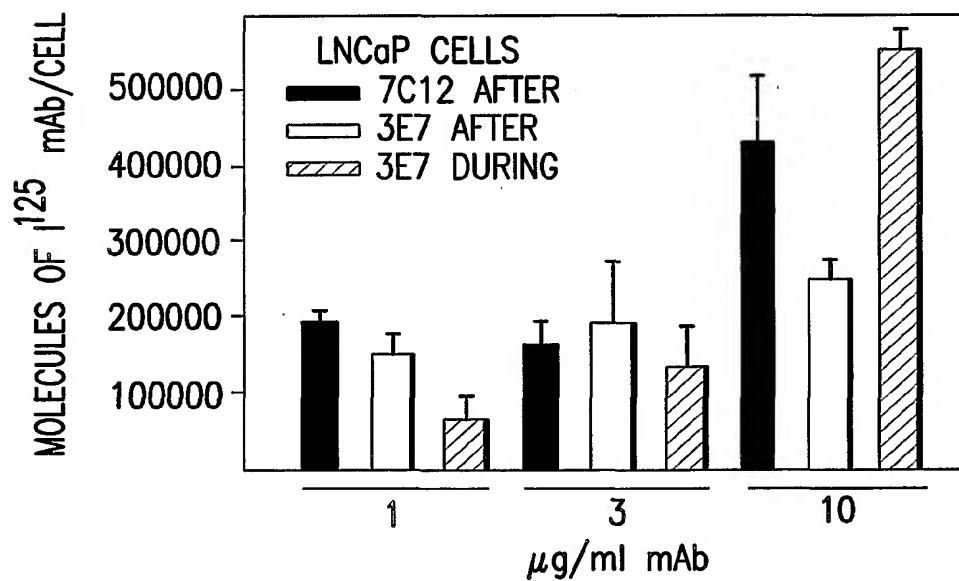 MOLECULES OF I125 mAb/CELL
500000
400000
300000
200000
100000
LNCaP CELLS
7C12 AFTER
3E7 AFTER
3E7 DURING
1 3 10
µg/ml mAb